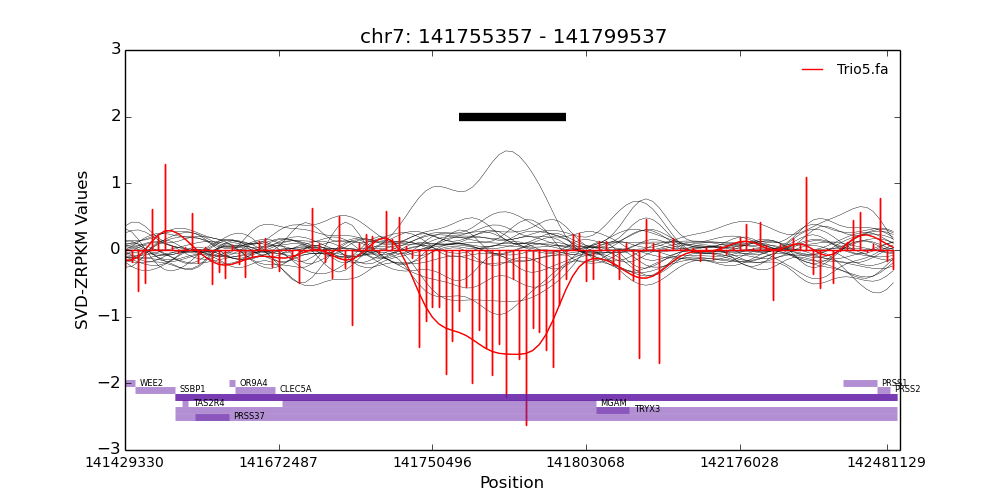 chr7: 141755357 - 141799537
Trio5.fa
3
2
1
0
−1
−2
−3
SVD-ZRPKM Values
WEE2
OR9A4
PRSS1
SSBP1
CLEC5A
PRSS2
TAS2R4
MGAM
TRYX3
PRSS37
141429330 141672487 141750496 141803068 142176028 142481129
Position